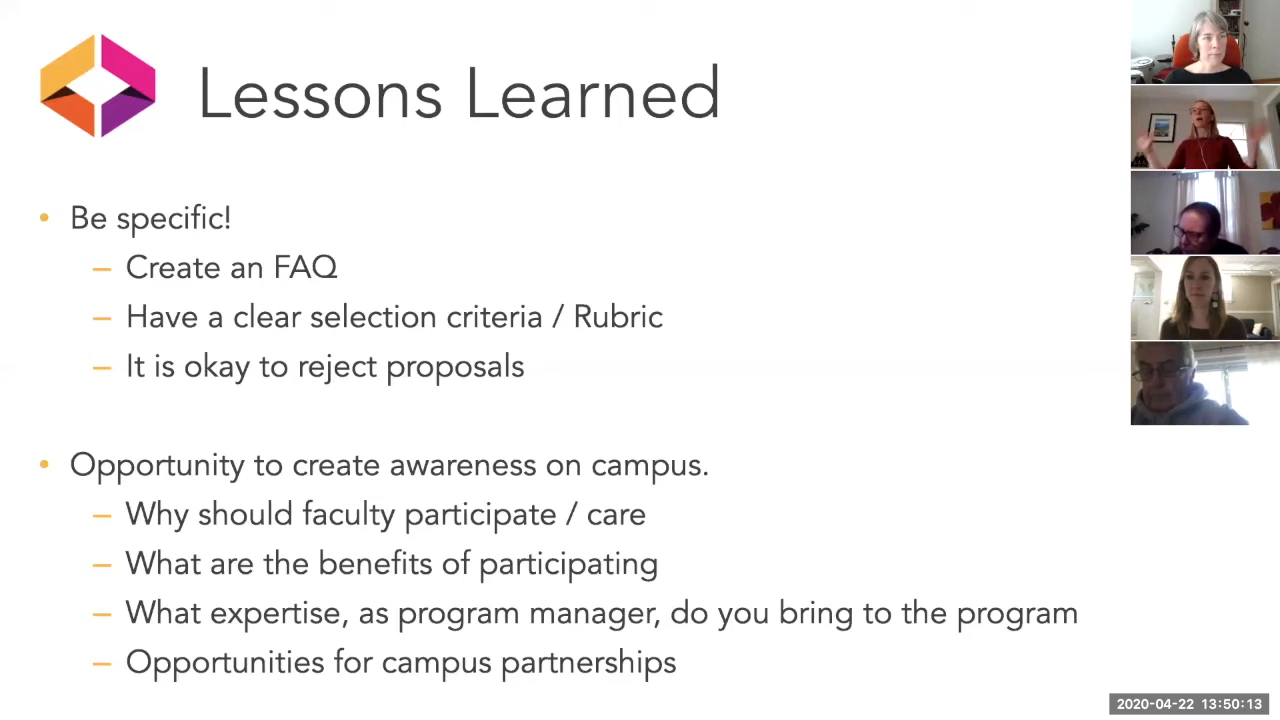 Lessons Learned
• Be specific!
– Create an FAQ
– Have a clear selection criteria / Rubric
– It is okay to reject proposals
• Opportunity to create awareness on campus.
– Why should faculty participate / care
– What are the benefits of participating
– What expertise, as program manager, do you bring to the program
– Opportunities for campus partnerships
2020-04-22 13:50:13